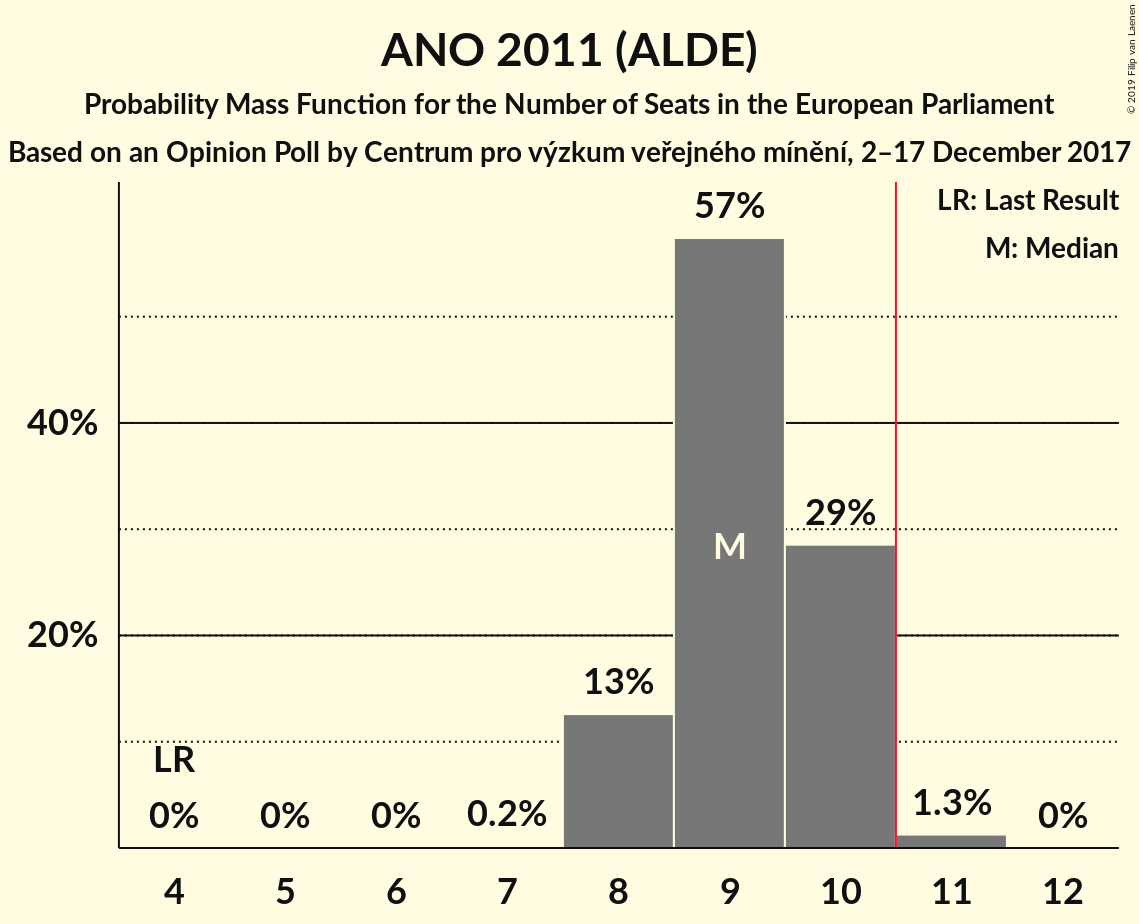 ANO 2011 (ALDE)
Probability Mass Function for the Number of Seats in the European Parliament
Based on an Opinion Poll by Centrum pro výzkum veřejného mínění, 2–17 December 2017
© 2019 Filip van Laenen
LR: Last Result
M: Median
57%
40%
29%
M
20%
13%
LR
0%
0%
0%
0.2%
1.3%
0%
4
5
6
7
8
9
10
11
12